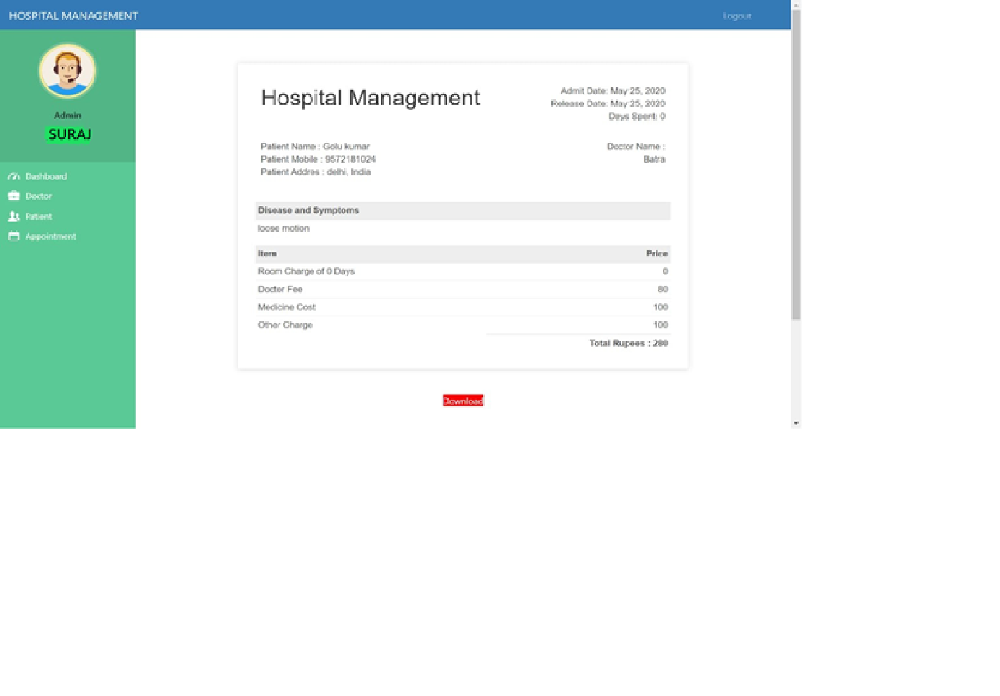 HOSPITAL MANAGEMENT
Logout
Admin
SURAJ
Dashboard
Doctor
Patient
Appointment
Hospital Management
Admit Date: May 25, 2020
Release Date: May 25, 2020
Days Spent: 0
Patient Name : Golu kumar
Patient Mobile : 9572181024
Patient Addres : delhi, India
Doctor Name :
Batra
Disease and Symptoms
loose motion
Item Price
Room Charge of 0 Days 0
Doctor Fee 80
Medicine Cost 100
Other Charge 100
Total Rupees : 280
Download